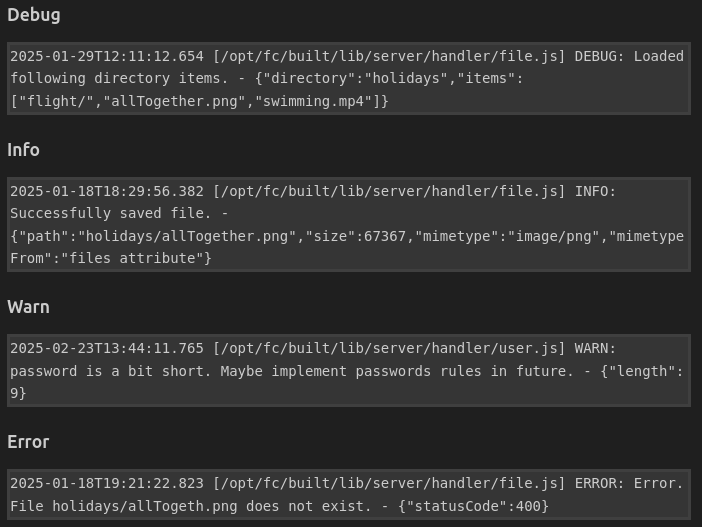 Debug
2025-01-29T12:11:12.654 [/opt/fc/built/lib/server/handler/file.js] DEBUG: Loaded
following directory items. - {"directory":"holidays","items":
["flight/","allTogether.png","swimming.mp4"]}
Info
2025-01-18T18:29:56.382 [/opt/fc/built/lib/server/handler/file.js] INFO:
Successfully saved file. -
{"path":"holidays/allTogether.png","size":67367,"mimetype":"image/png","mimetype
From":"files attribute"}
Warn
2025-02-23T13:44:11.765 [/opt/fc/built/lib/server/handler/user.js] WARN:
password is a bit short. Maybe implement passwords rules in future. - {"length":
9}
Error
2025-01-18T19:21:22.823 [/opt/fc/built/lib/server/handler/file.js] ERROR: Error.
File holidays/allTogeth.png does not exist. - {"statusCode":400}